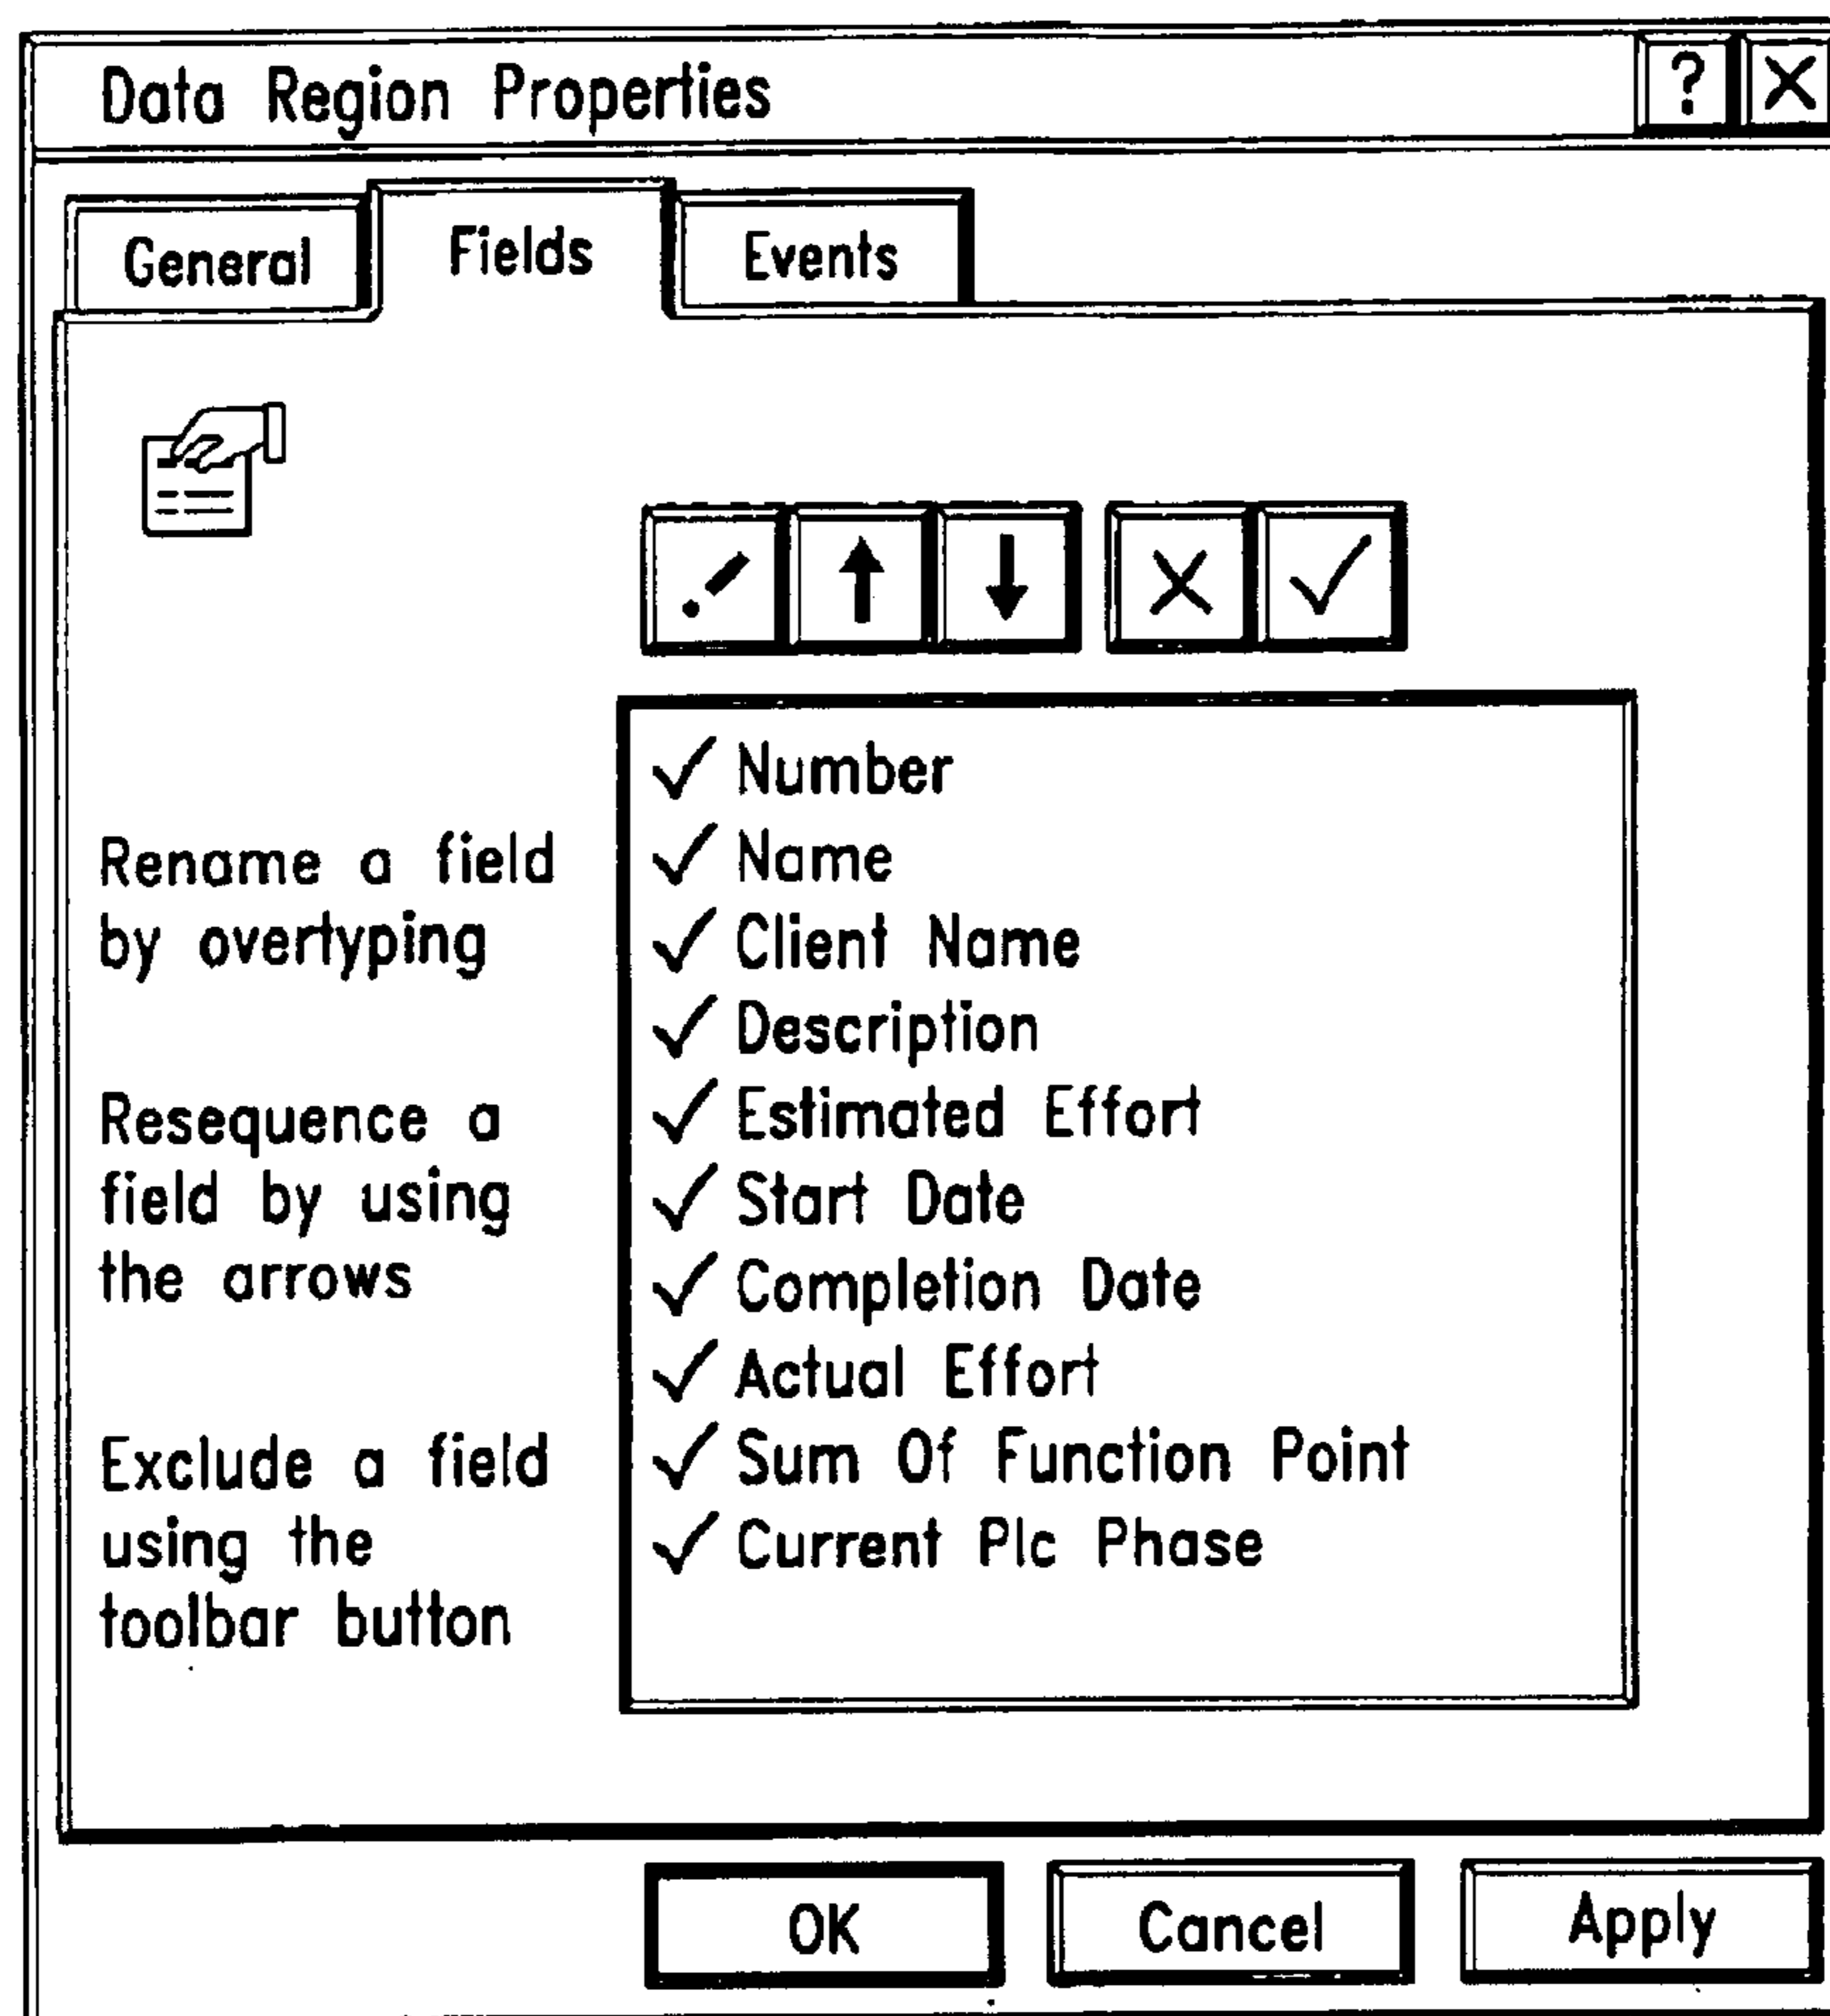 Data Region Properties
? X
General Fields Events
Number
Name
Client Name
Description
Estimated Effort
Start Date
Completion Date
Actual Effort
Sum Of Function Point
Current Plc Phase
Rename a field
by overtyping
Resequence a
field by using
the arrows
Exclude a field
using the
toolbar button
OK Cancel Apply